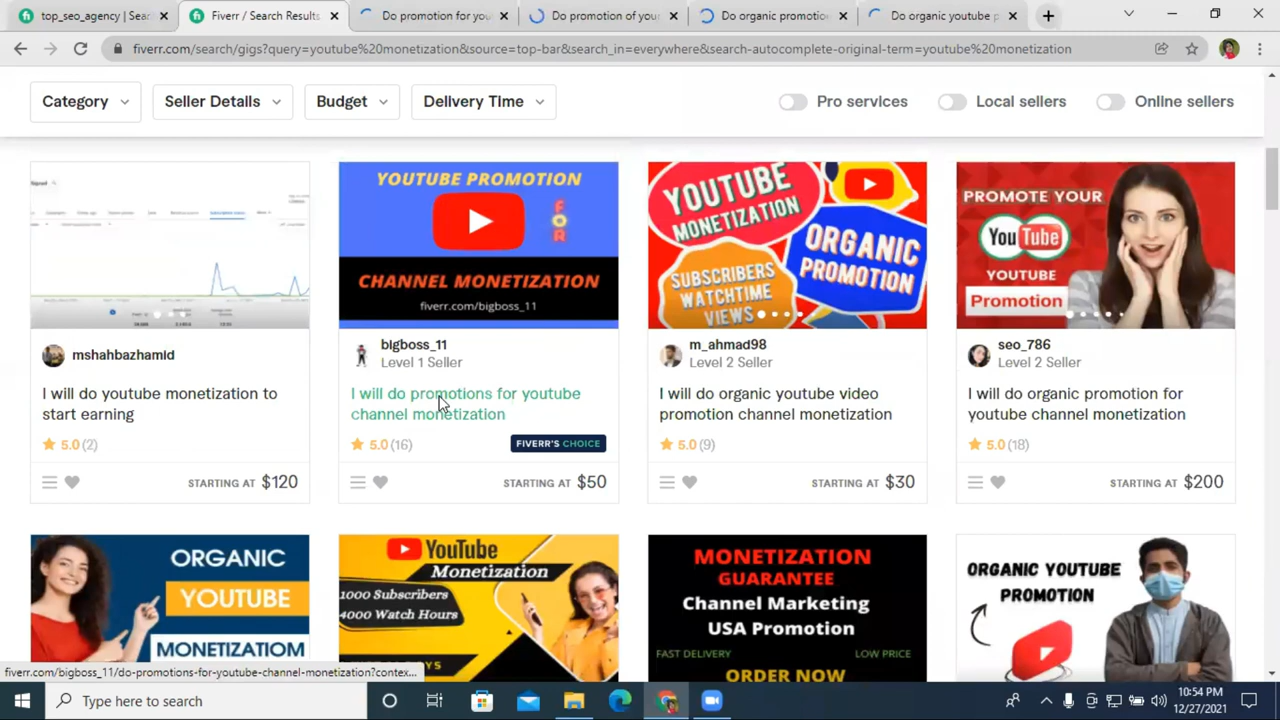 top_seo_agency | Sear
Fiverr / Search Results
Do promotion for you
Do promotion of yous
Do organic promotio
Do organic youtube p
fiverr.com/search/gigs?query=youtube%20monetization&source=top-bar&search_in=everywhere&search-autocomplete-original-term=youtube%20monetization
Category
Seller Details
Budget
Delivery Time
Pro services
Local sellers
Online sellers
YOUTUBE PROMOTION
FOR
CHANNEL MONETIZATION
fiverr.com/bigboss_11
YOUTUBE
MONETIZATION
ORGANIC
PROMOTION
SUBSCRIBERS
WATCHTIME
VIEWS
PROMOTE YOUR
YouTube
YOUTUBE
Promotion
mshahbazhamid
I will do youtube monetization to
start earning
5.0 (2)
STARTING AT $120
bigboss_11
Level 1 Seller
I will do promotions for youtube
channel monetization
5.0 (16)
FIVERR'S CHOICE
STARTING AT $50
m_ahmad98
Level 2 Seller
I will do organic youtube video
promotion channel monetization
5.0 (9)
STARTING AT $30
seo_786
Level 2 Seller
I will do organic promotion for
youtube channel monetization
5.0 (18)
STARTING AT $200
ORGANIC
YOUTUBE
MONETISATIOM
YouTube
Monetization
1000 Subscribers
4000 Watch Hours
MONETIZATION
GUARANTEE
Channel Marketing
USA Promotion
FAST DELIVERY
LOW PRICE
ORDER NOW
ORGANIC YOUTUBE
PROMOTION
fiverr.com/bigboss_11/do-promotions-for-youtube-channel-monetization?contex...
Type here to search
10:54 PM
12/27/2021